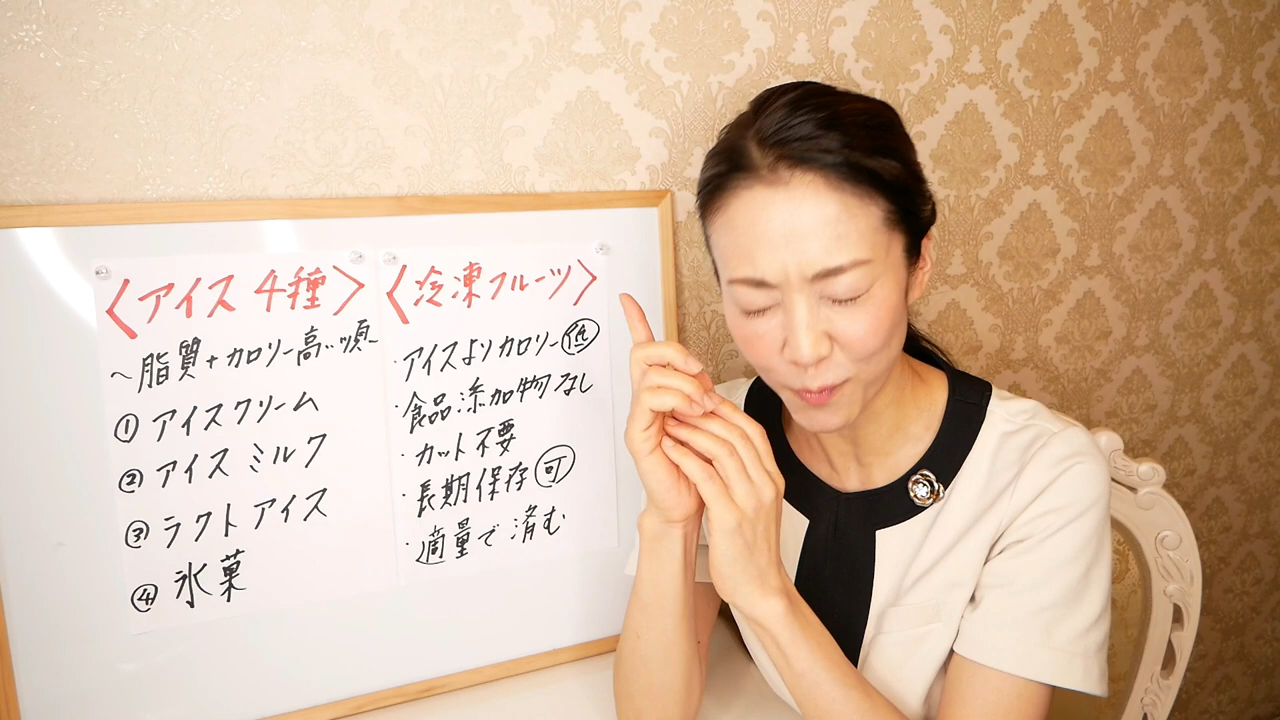 〈アイス4種〉
～脂質+カロリー高い順～
① アイスクリーム
② アイスミルク
③ ラクトアイス
④ 氷菓
〈冷凍フルーツ〉
・アイスよりカロリー低
・食品添加物なし
・カット不要
・長期保存可
・適量で済む